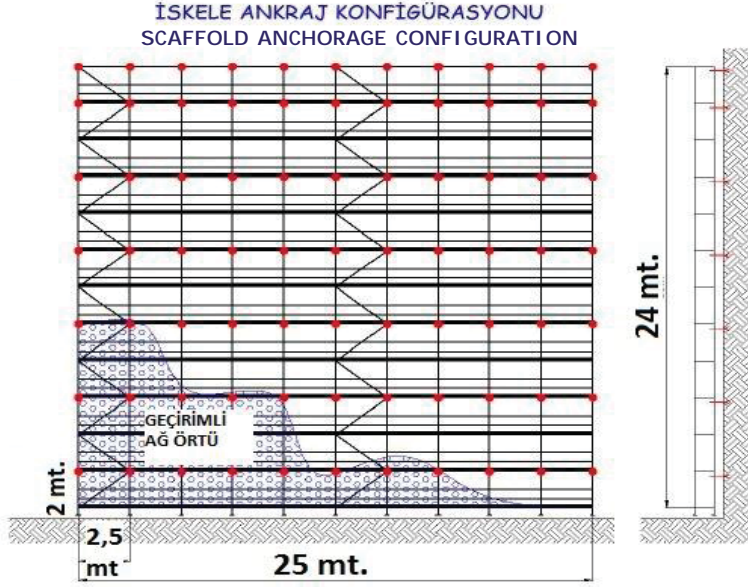 İSKELE ANKRAJ KONFİGÜRASYONU
SCAFFOLD ANCHORAGE CONFIGURATION
24 mt.
GEÇİRİMLİ
AĞ ÖRTÜ
2 mt.
2,5
mt
25 mt.